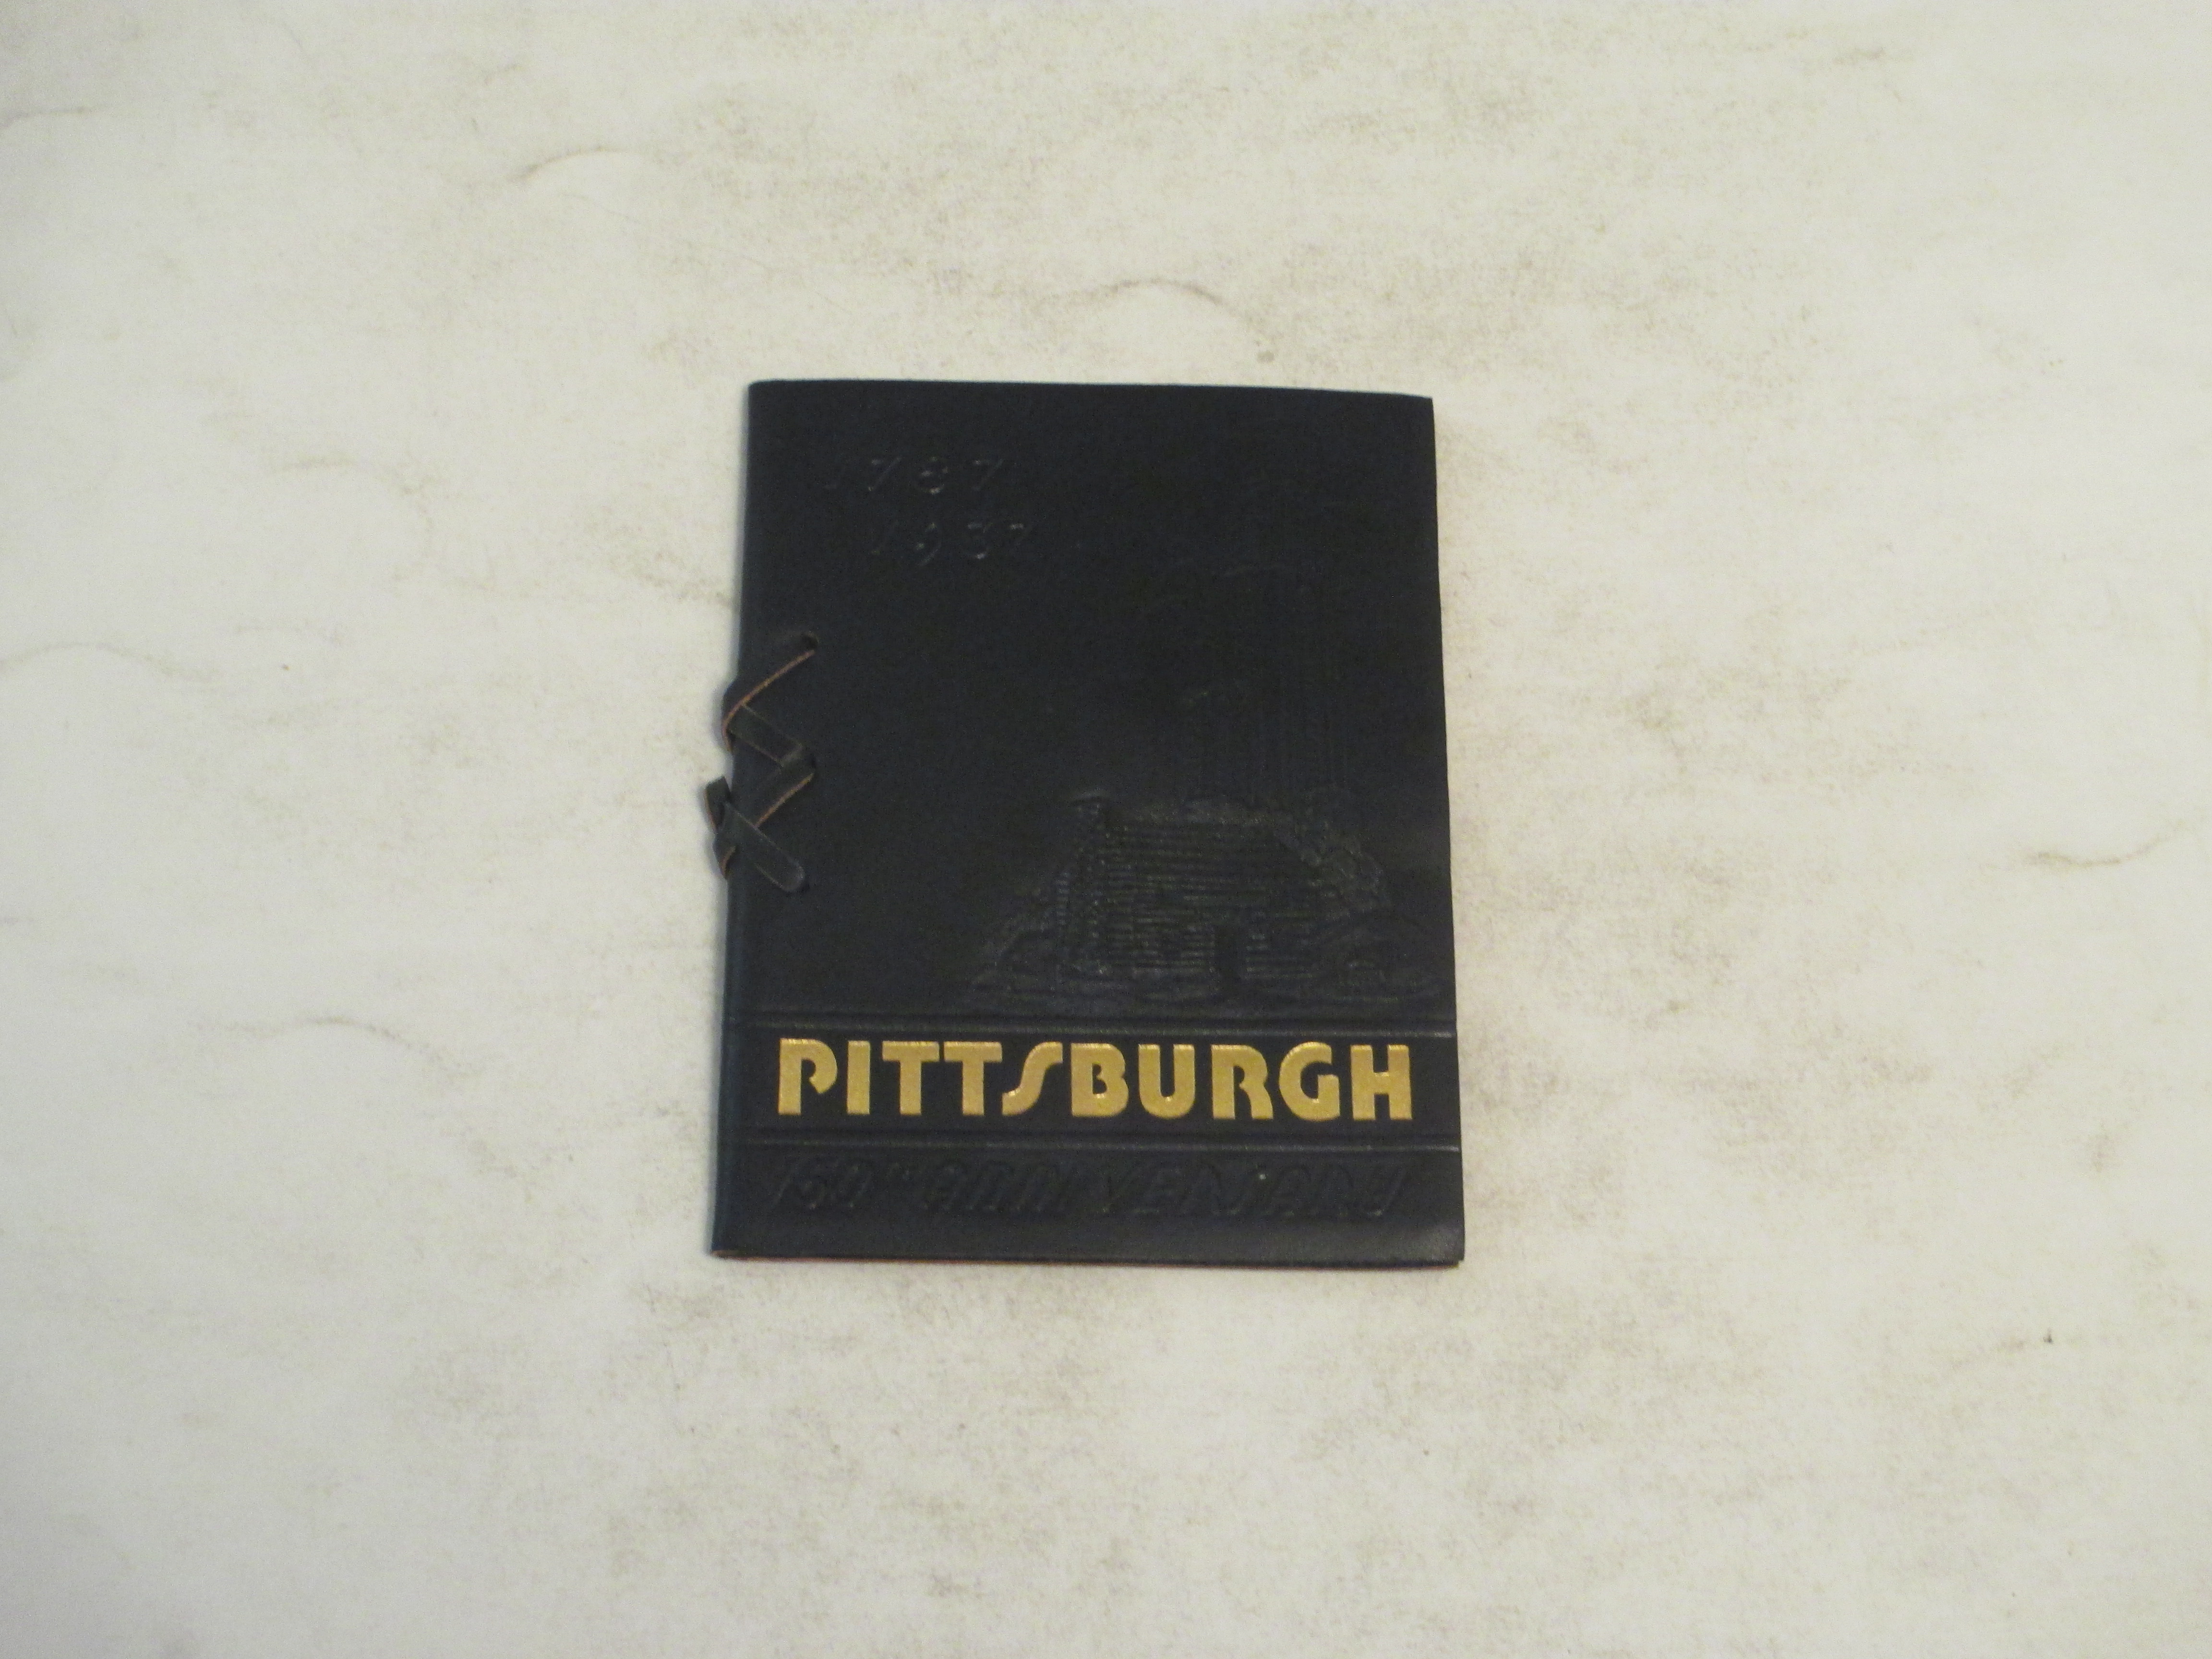 1787
1937
PITTSBURGH
150TH ANNIVERSARY